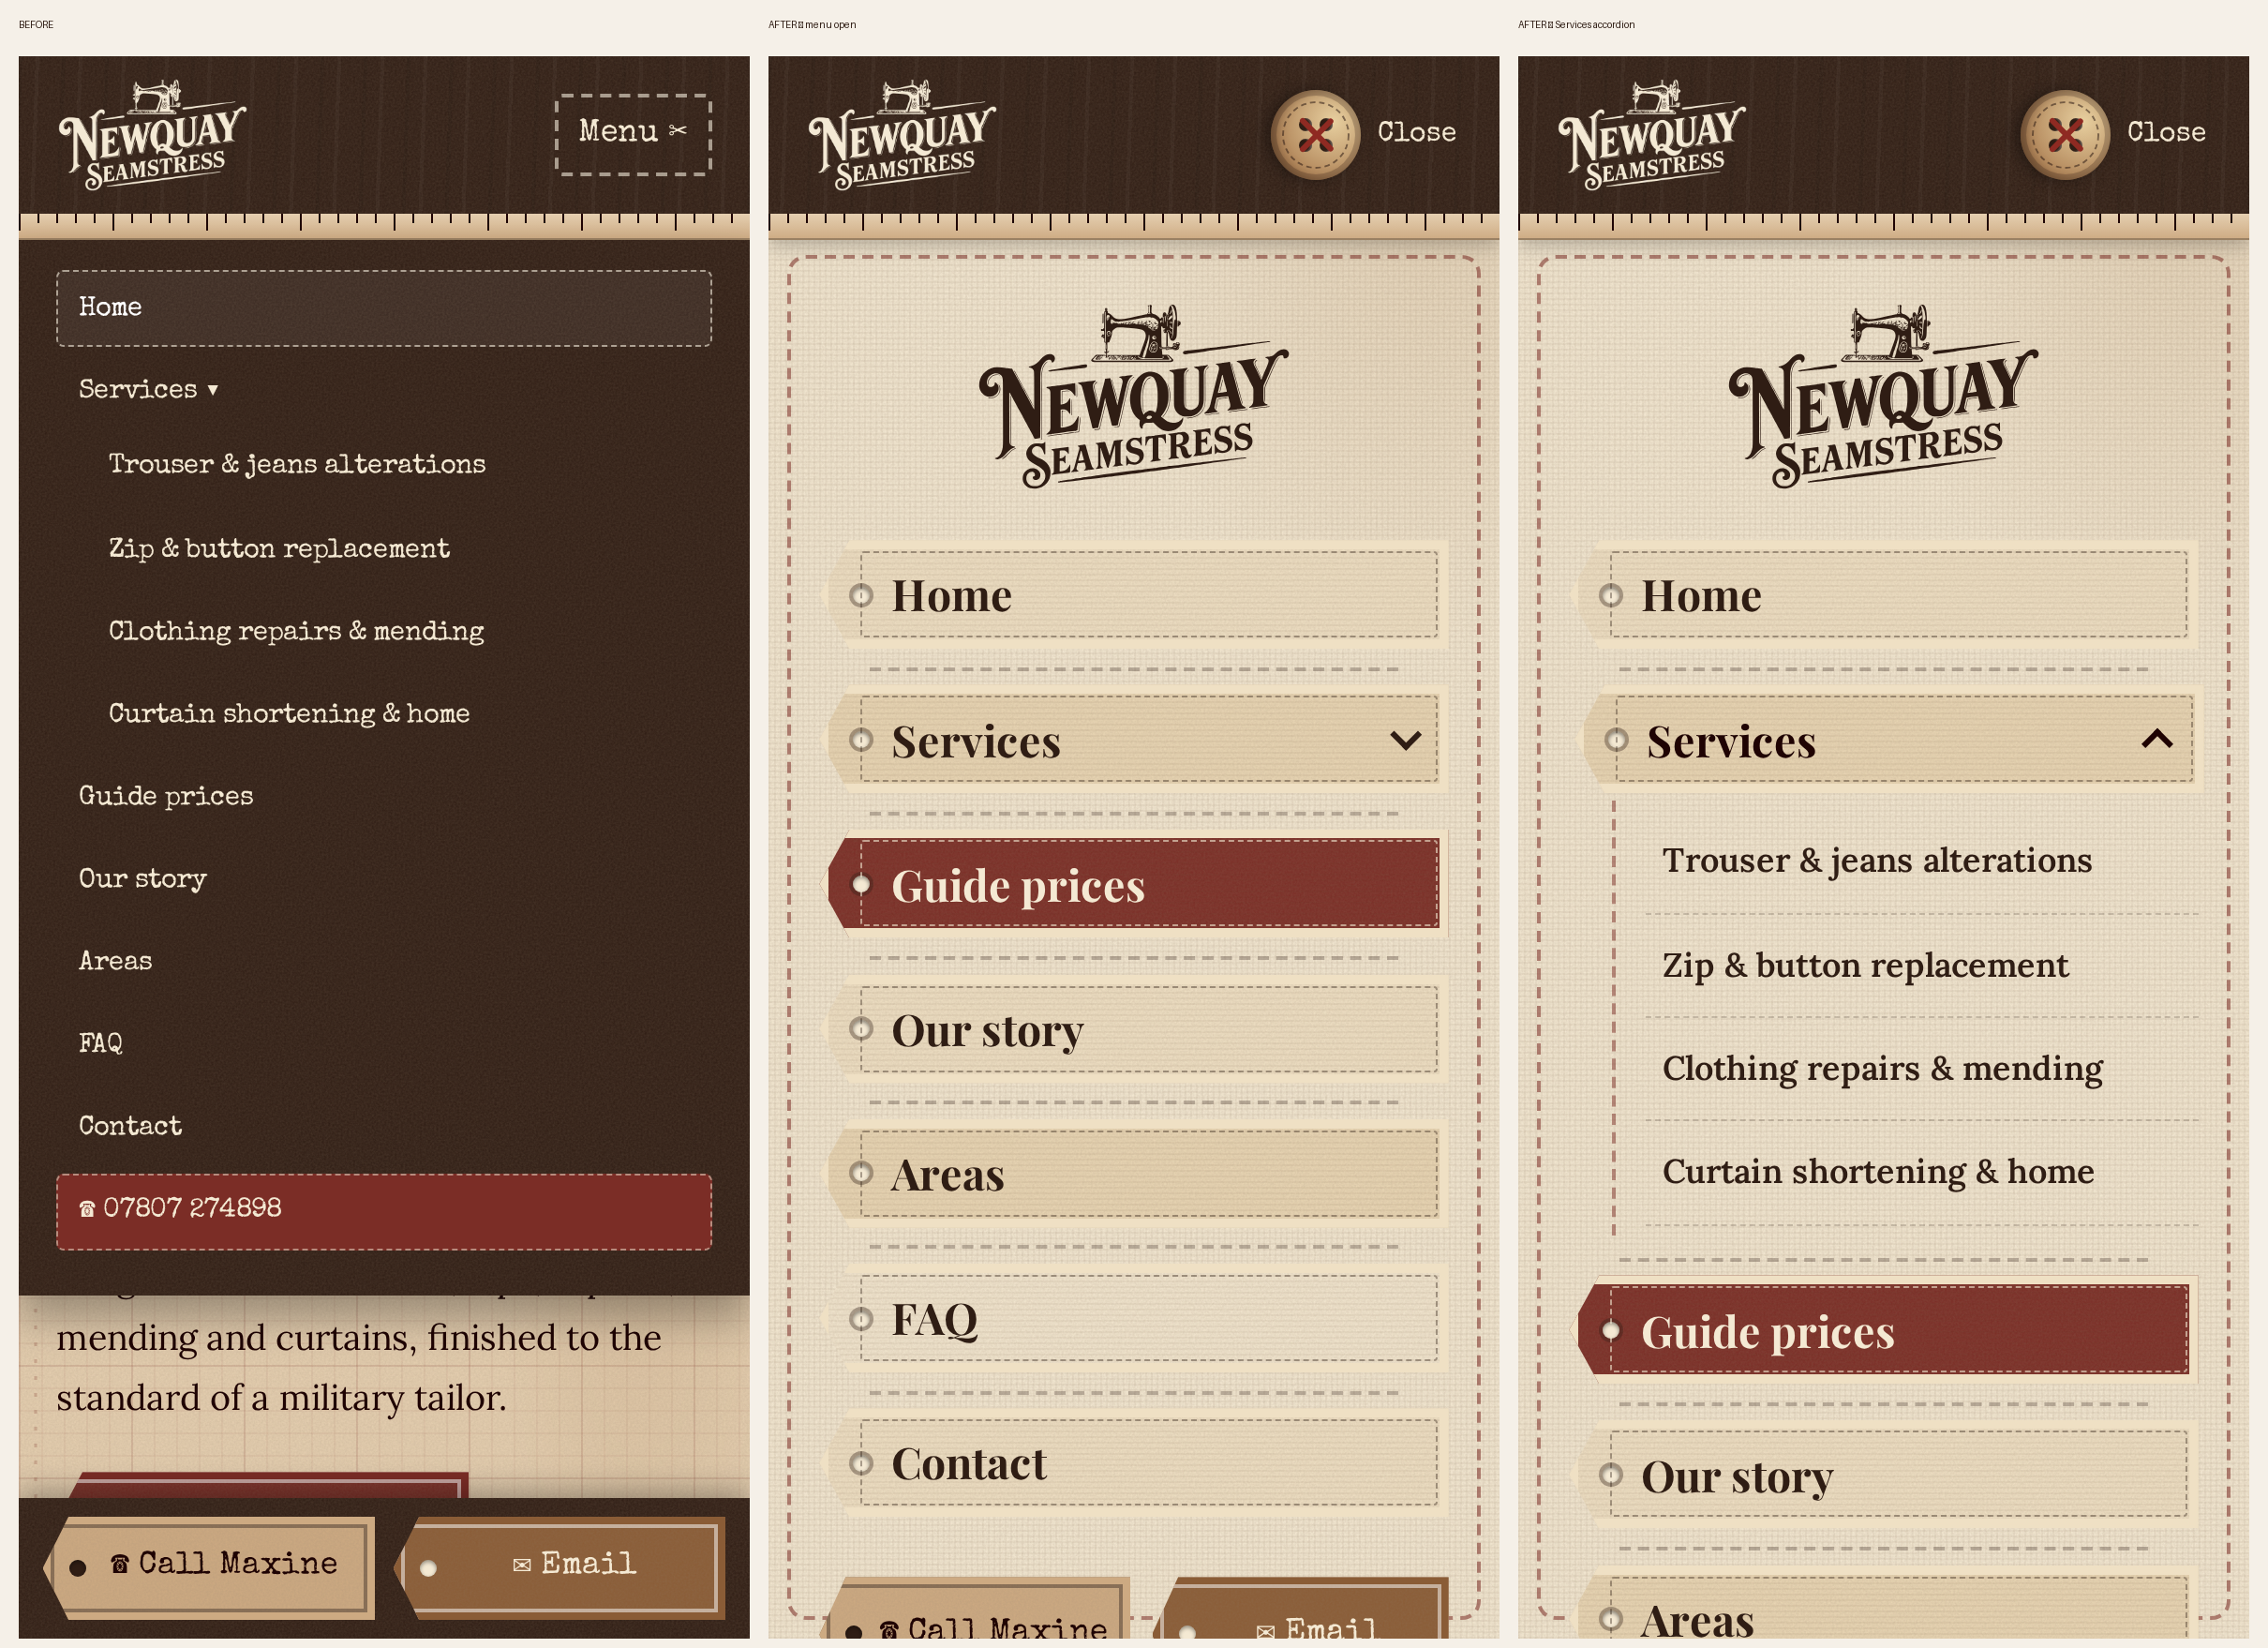 BEFORE
NEWQUAY
SEAMSTRESS
Menu ✂
Home
Services ▾
Trouser & jeans alterations
Zip & button replacement
Clothing repairs & mending
Curtain shortening & home
Guide prices
Our story
Areas
FAQ
Contact
☎ 07807 274898
mending and curtains, finished to the
standard of a military tailor.
☎ Call Maxine
✉ Email
AFTER▯ menu open
NEWQUAY
SEAMSTRESS
Close
NEWQUAY
SEAMSTRESS
Home
Services
Guide prices
Our story
Areas
FAQ
Contact
☎ Call Maxine
✉ Email
AFTER▯ Services accordion
NEWQUAY
SEAMSTRESS
Close
NEWQUAY
SEAMSTRESS
Home
Services
Trouser & jeans alterations
Zip & button replacement
Clothing repairs & mending
Curtain shortening & home
Guide prices
Our story
Areas